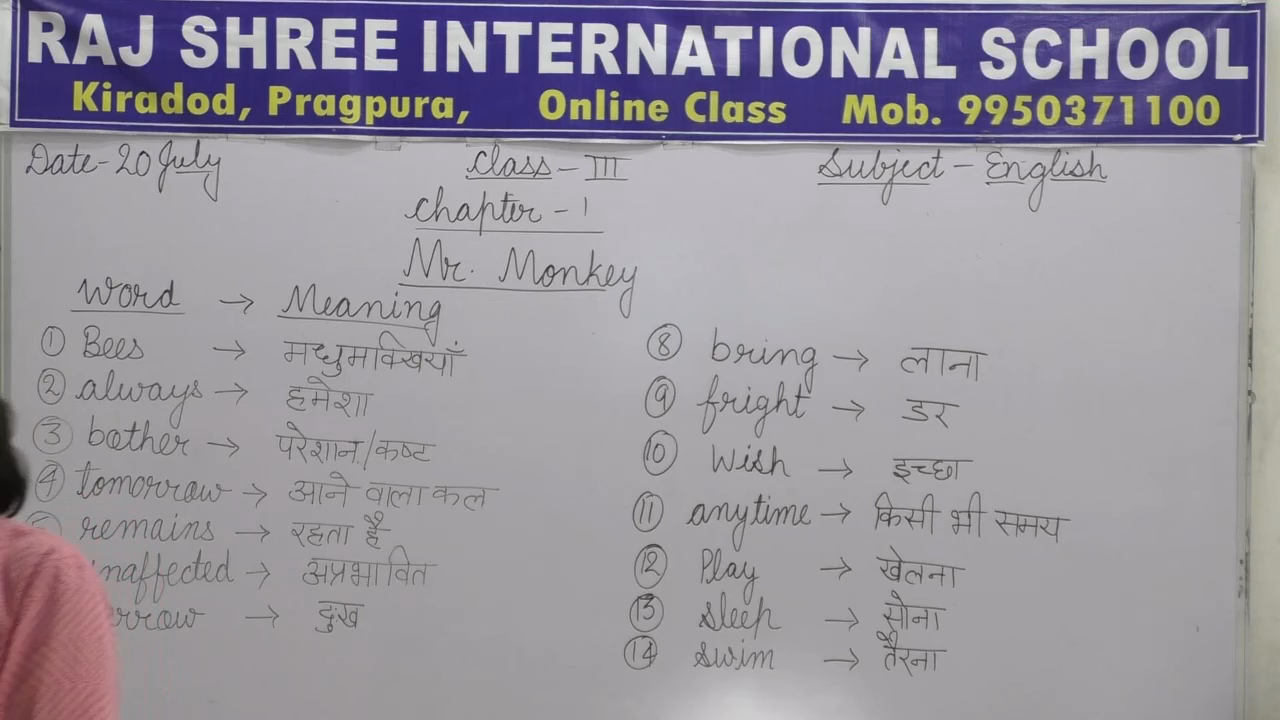 RAJ SHREE INTERNATIONAL SCHOOL
Kiradod, Pragpura, Online Class Mob. 9950371100
Date-20 July Class-III Subject-English
Chapter-1
Mr. Monkey
Word → Meaning
① Bees → मधुमक्खियाँ
② always → हमेशा
③ bother → परेशान/कष्ट
④ tomorrow → आने वाला कल
remains → रहता है
naffected → अप्रभावित
rrow → दुःख
⑧ bring → लाना
⑨ fright → डर
⑩ Wish → इच्छा
⑪ anytime → किसी भी समय
⑫ Play → खेलना
⑬ sleep → सोना
⑭ swim → तैरना